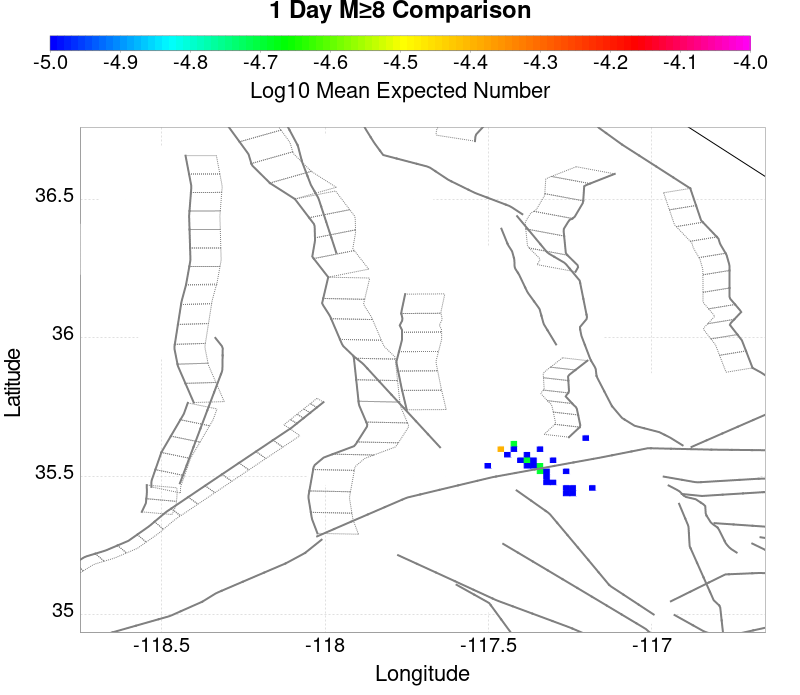 1 Day M≥8 Comparison
-5.0 -4.9 -4.8 -4.7 -4.6 -4.5 -4.4 -4.3 -4.2 -4.1 -4.0
Log10 Mean Expected Number
36.5
36
35.5
35
Latitude
-118.5 -118 -117.5 -117
Longitude